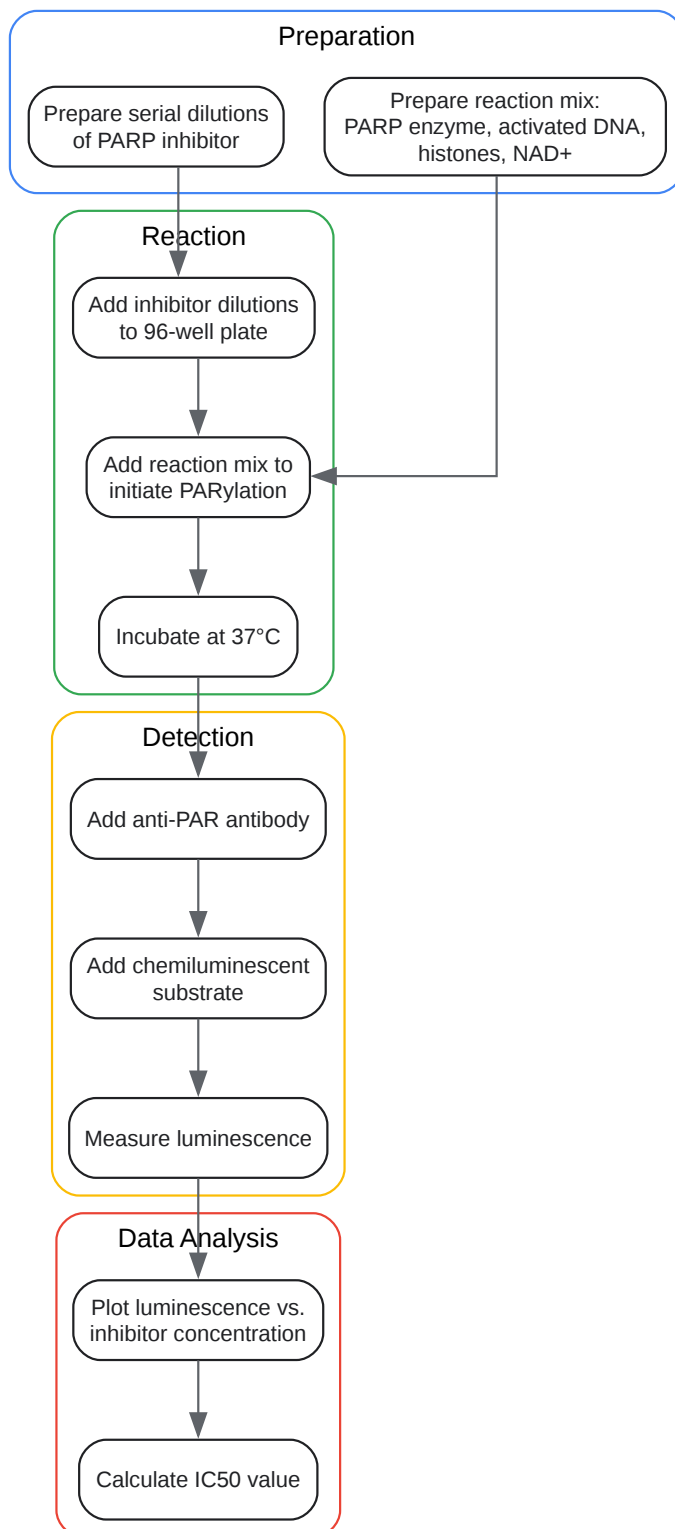 Preparation
Prepare serial dilutions
of PARP inhibitor
Prepare reaction mix:
PARP enzyme, activated DNA,
histones, NAD+
Reaction
Add inhibitor dilutions
to 96-well plate
Add reaction mix to
initiate PARylation
Incubate at 37°C
Detection
Add anti-PAR antibody
Add chemiluminescent
substrate
Measure luminescence
Data Analysis
Plot luminescence vs.
inhibitor concentration
Calculate IC50 value